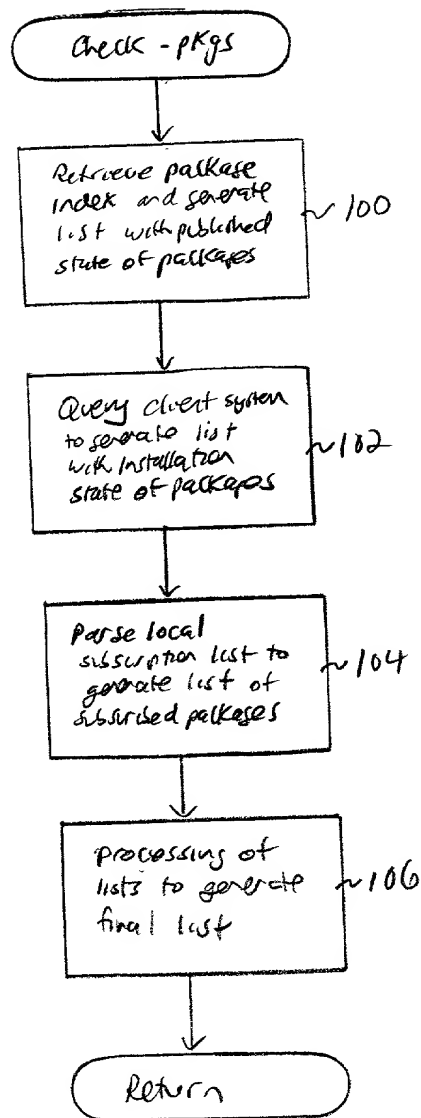 Check-pkgs
Retrieve package
index and generate
list with published
state of packages
~ 100
Query client system
to generate list
with installation
state of packages
~ 102
Parse local
subscription list to
generate list of
subscribed packages
~ 104
processing of
lists to generate
final list
~ 106
Return